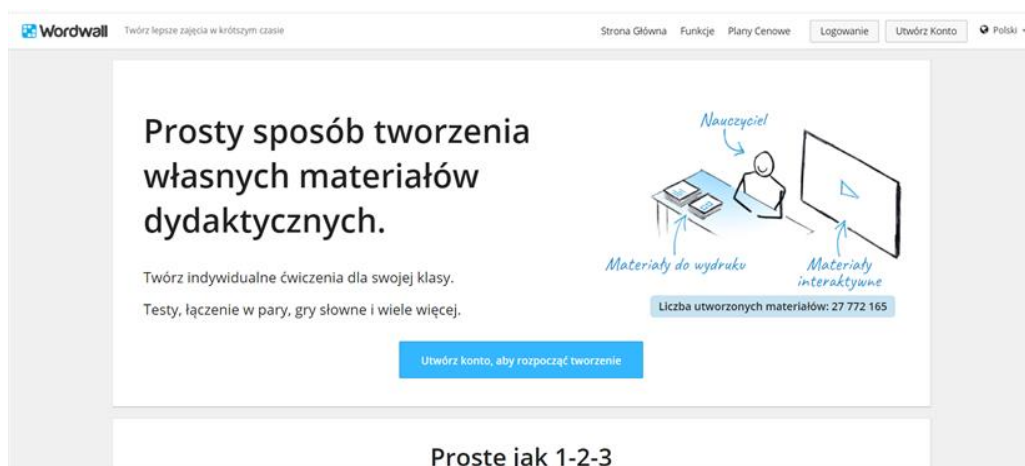 Wordwall Twórz lepsze zajęcia w krótszym czasie Strona Główna Funkcje Plany Cenowe Logowanie Utwórz Konto Polski
Prosty sposób tworzenia
własnych materiałów
dydaktycznych.
Twórz indywidualne ćwiczenia dla swojej klasy.
Testy, łączenie w pary, gry słowne i wiele więcej.
Nauczyciel
Materiały do wydruku
Materiały
interaktywne
Liczba utworzonych materiałów: 27 772 165
Utwórz konto, aby rozpocząć tworzenie
Proste jak 1-2-3